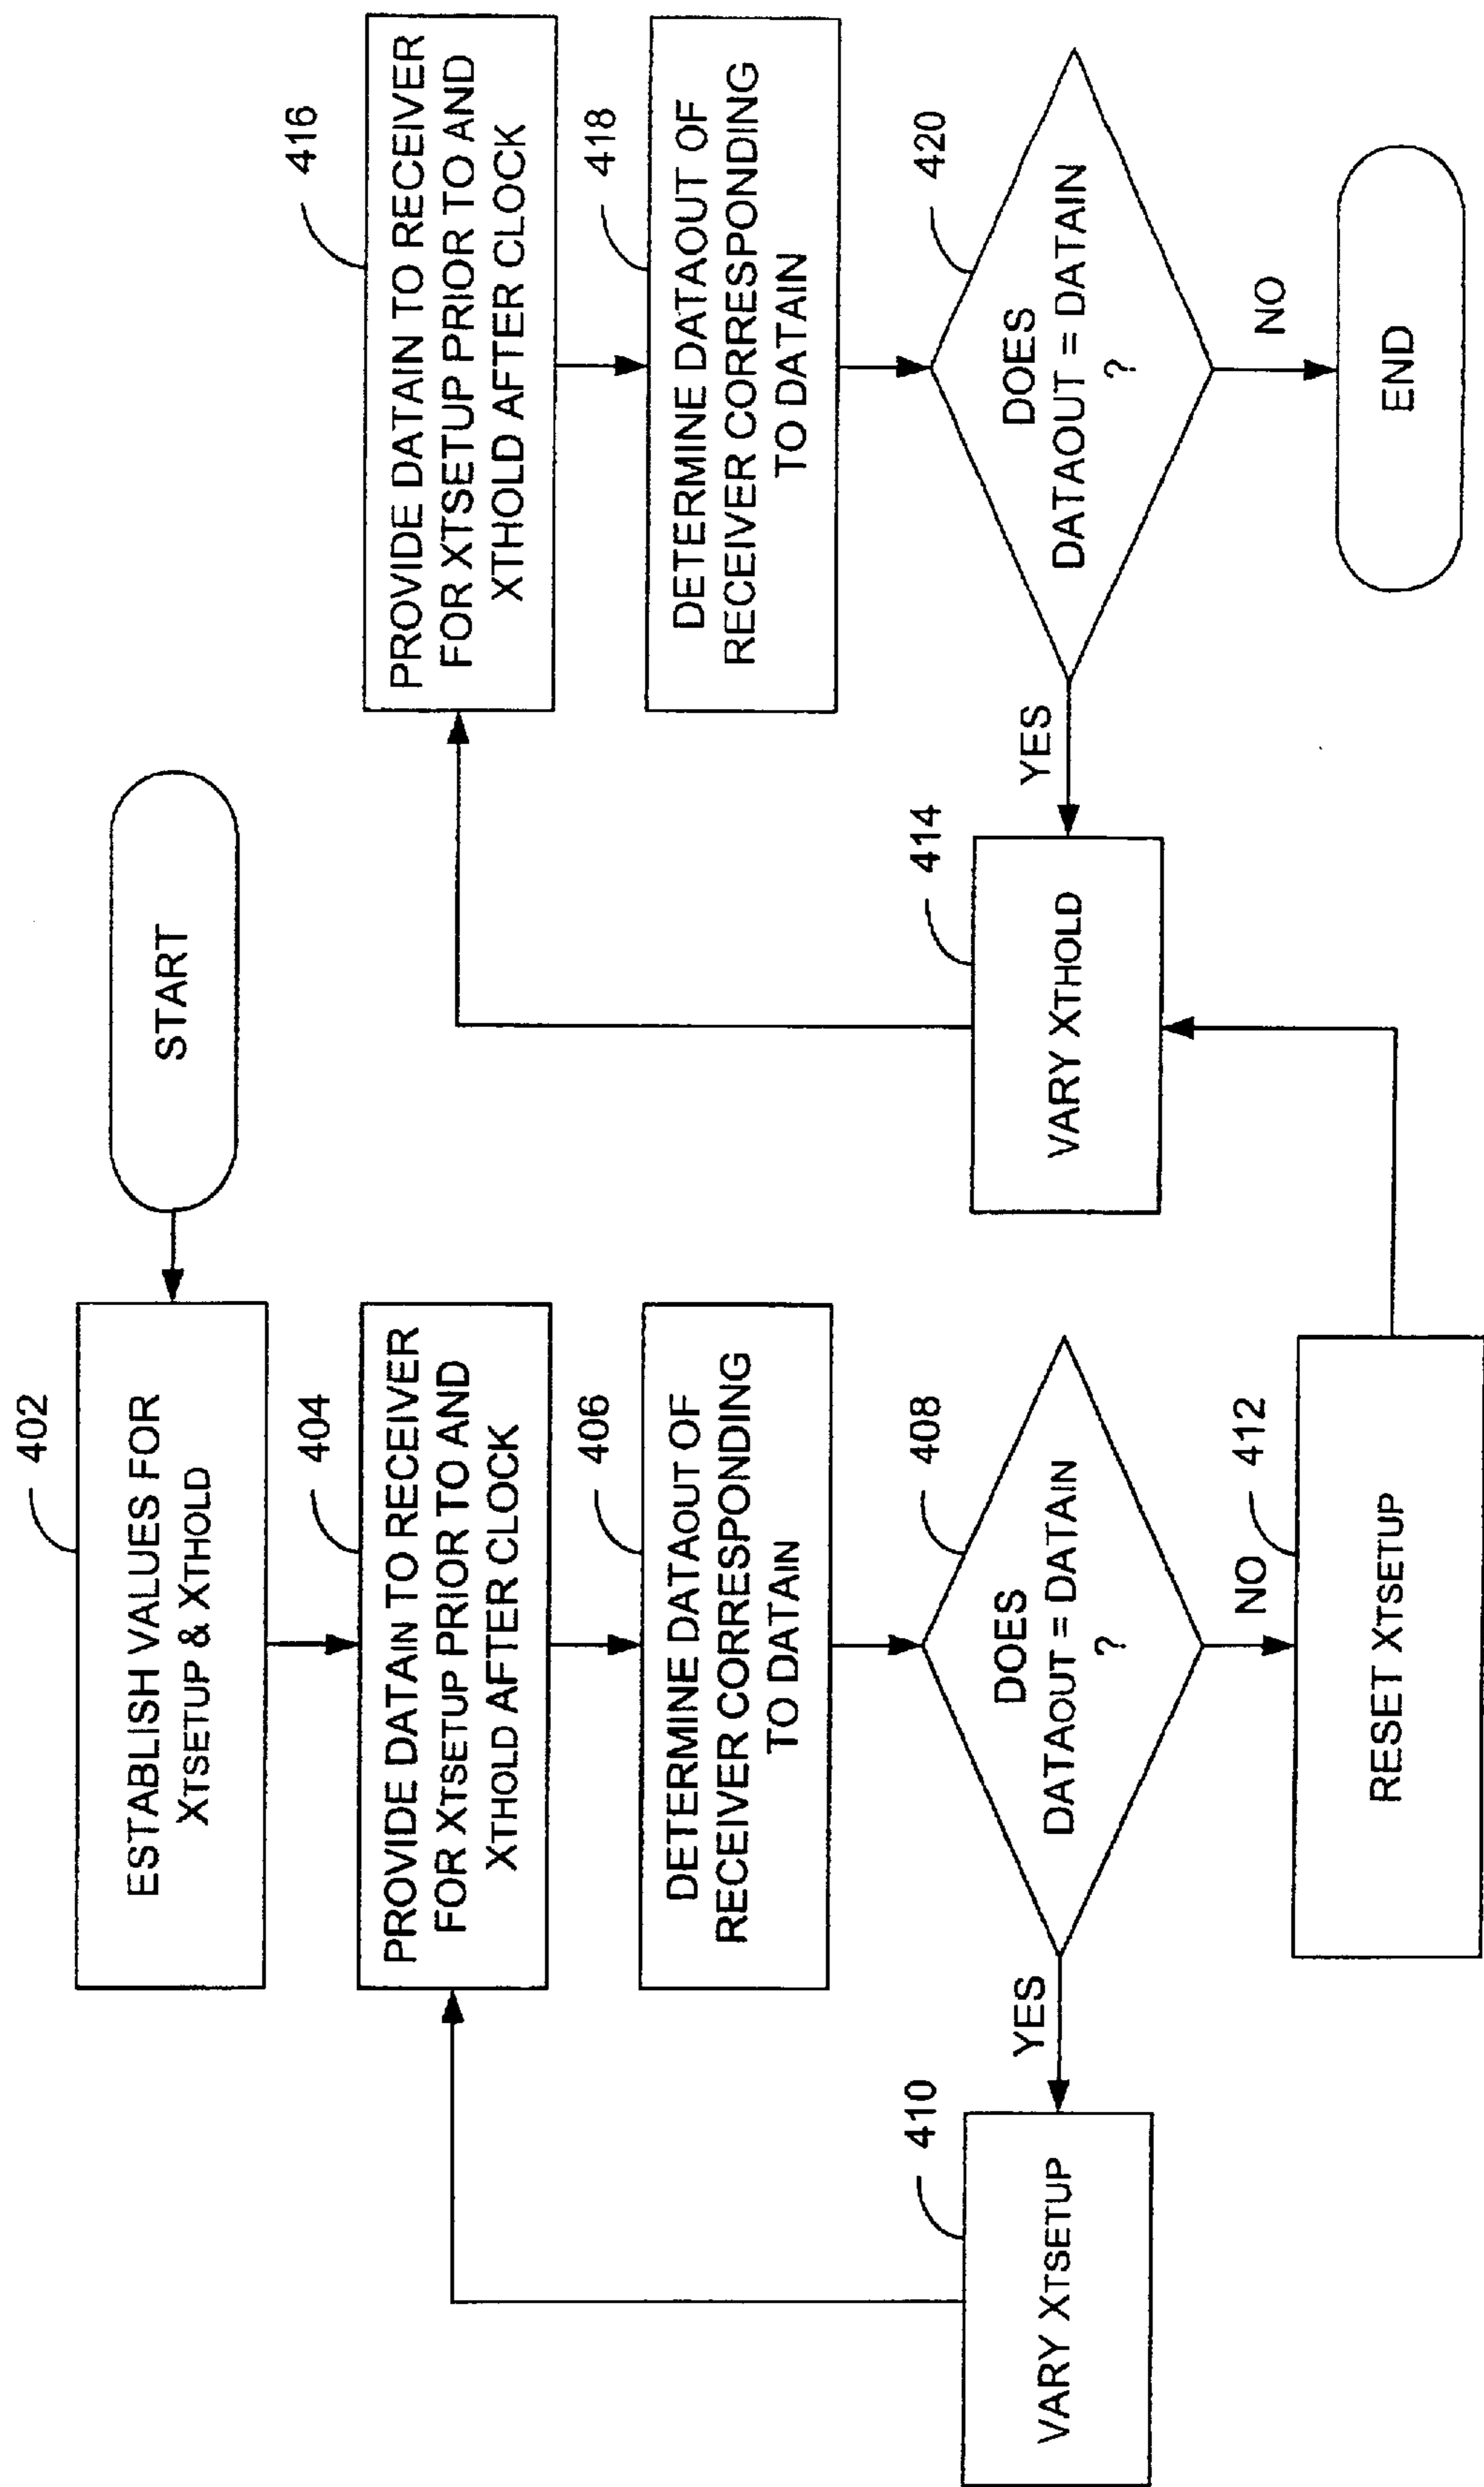 START
402
ESTABLISH VALUES FOR
XTSETUP & XTHOLD
404
PROVIDE DATAIN TO RECEIVER
FOR XTSETUP PRIOR TO AND
XTHOLD AFTER CLOCK
406
DETERMINE DATAOUT OF
RECEIVER CORRESPONDING
TO DATAIN
408
DOES
DATAOUT = DATAIN
?
YES
NO
410
VARY XTSETUP
412
RESET XTSETUP
414
VARY XTHOLD
416
PROVIDE DATAIN TO RECEIVER
FOR XTSETUP PRIOR TO AND
XTHOLD AFTER CLOCK
418
DETERMINE DATAOUT OF
RECEIVER CORRESPONDING
TO DATAIN
420
DOES
DATAOUT = DATAIN
?
YES
NO
END